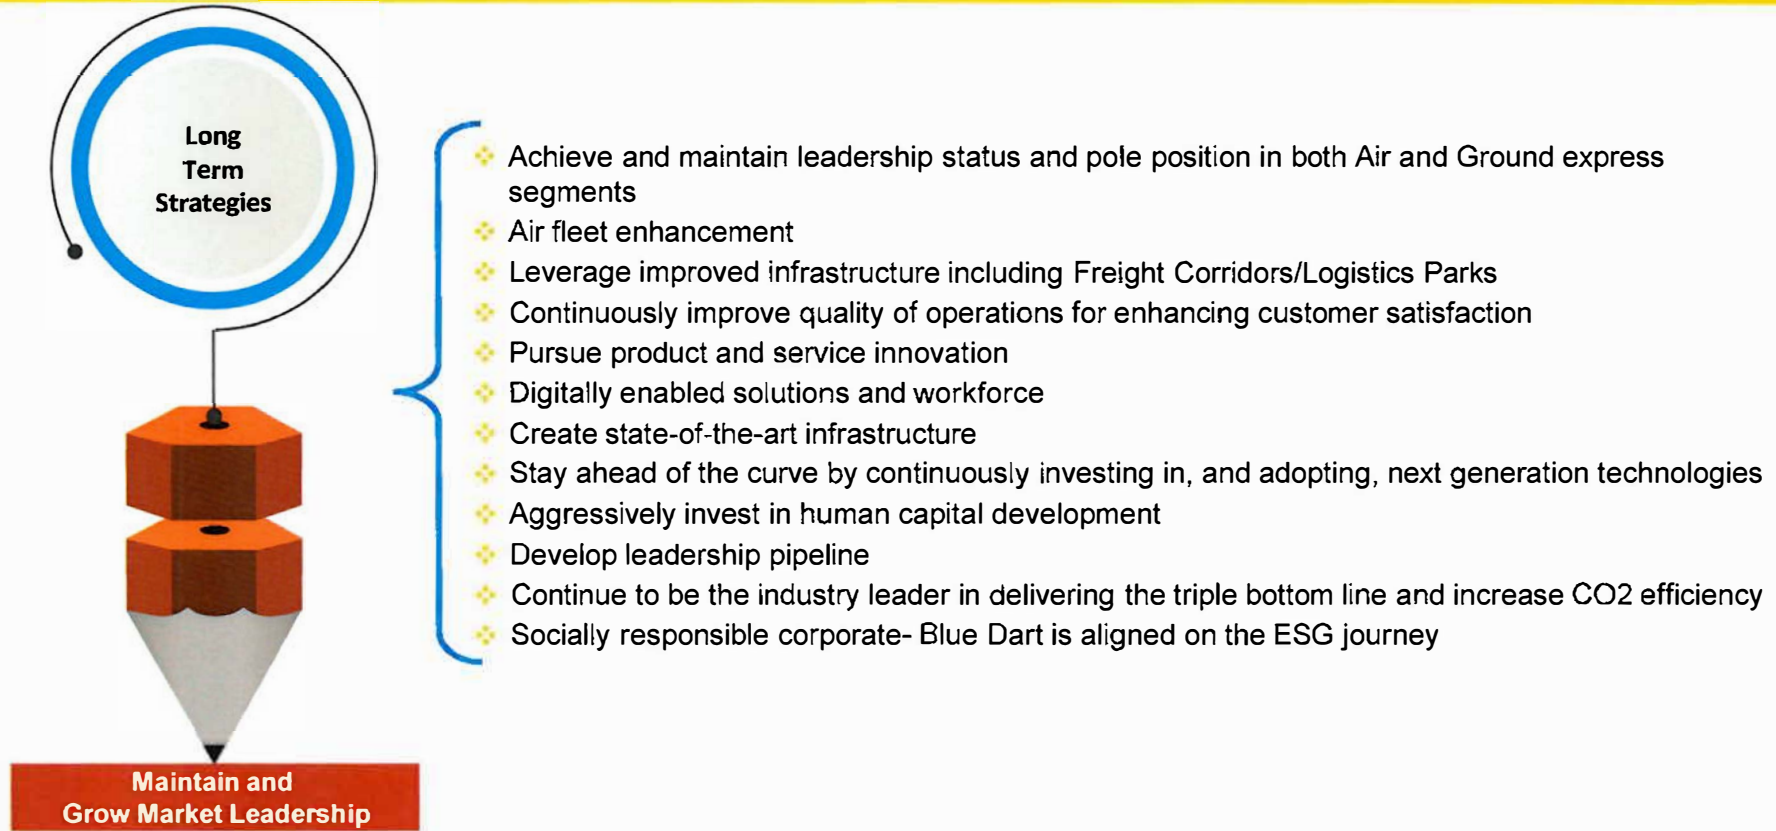 Long
Term
Strategies
Achieve and maintain leadership status and pole position in both Air and Ground express
segments
Air fleet enhancement
Leverage improved infrastructure including Freight Corridors/Logistics Parks
Continuously improve quality of operations for enhancing customer satisfaction
Pursue product and service innovation
Digitally enabled solutions and workforce
Create state-of-the-art infrastructure
Stay ahead of the curve by continuously investing in, and adopting, next generation technologies
Aggressively invest in human capital development
Develop leadership pipeline
Continue to be the industry leader in delivering the triple bottom line and increase CO2 efficiency
Socially responsible corporate- Blue Dart is aligned on the ESG journey
Maintain and
Grow Market Leadership